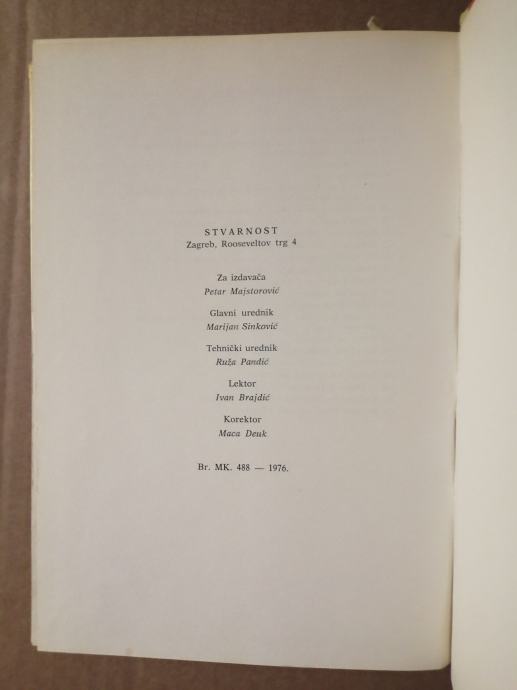 STVARNOST
Zagreb, Rooseveltov trg 4
Za izdavača
Petar Majstorović
Glavni urednik
Marijan Sinković
Tehnički urednik
Ruža Pandić
Lektor
Ivan Brajdić
Korektor
Maca Deuk
Br. MK. 488 — 1976.